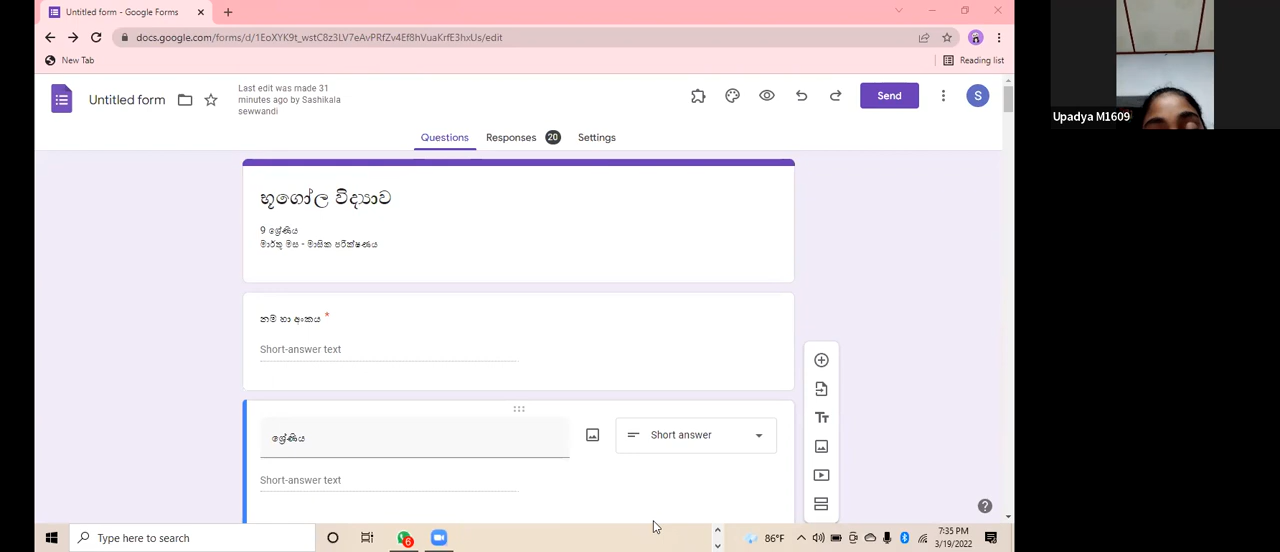 Untitled form - Google Forms
docs.google.com/forms/d/1EoXYK9t_wstC8z3LV7eAvPRfZv4Ef8hVuaKrfE3hxUs/edit
New Tab
Reading list
Upadya M1609
Untitled form
Last edit was made 31
minutes ago by Sashikala
sewwandi
Send
S
Questions
Responses 20
Settings
භූගෝල විද්‍යාව
9 ශ්‍රේණිය
මාර්තු මස - මාසික පරික්ෂණය
නම හා අංකය *
Short-answer text
ශ්‍රේණිය
Short answer
Short-answer text
Tт
Type here to search
6
86°F
7:35 PM
3/19/2022